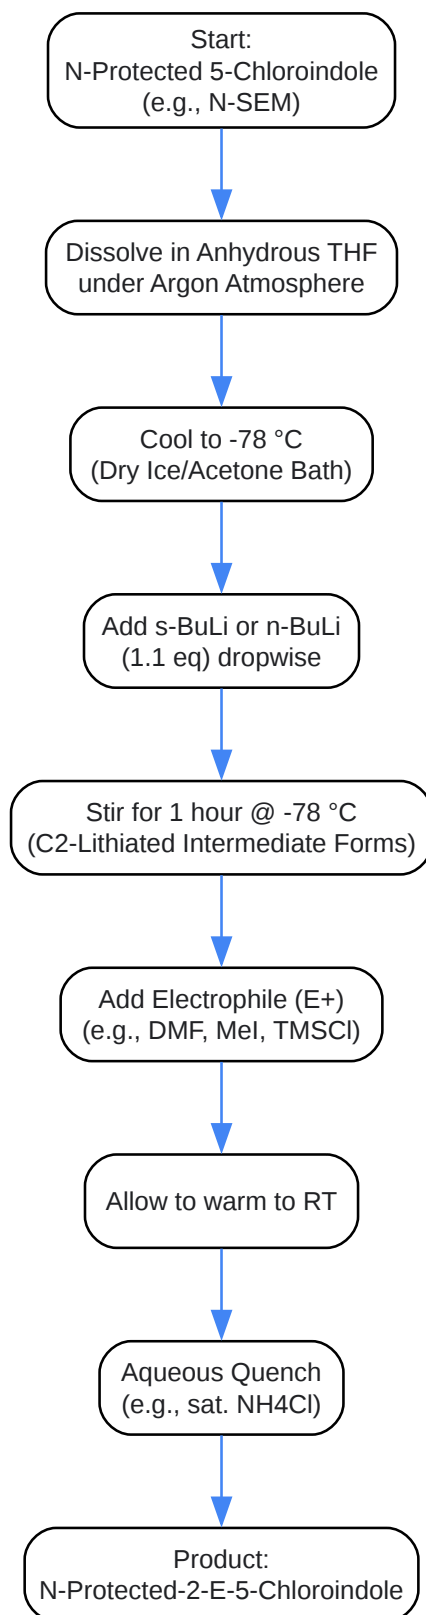 Start:
N-Protected 5-Chloroindole
(e.g., N-SEM)
Dissolve in Anhydrous THF
under Argon Atmosphere
Cool to -78 °C
(Dry Ice/Acetone Bath)
Add s-BuLi or n-BuLi
(1.1 eq) dropwise
Stir for 1 hour @ -78 °C
(C2-Lithiated Intermediate Forms)
Add Electrophile (E+)
(e.g., DMF, MeI, TMSCl)
Allow to warm to RT
Aqueous Quench
(e.g., sat. NH4Cl)
Product:
N-Protected-2-E-5-Chloroindole